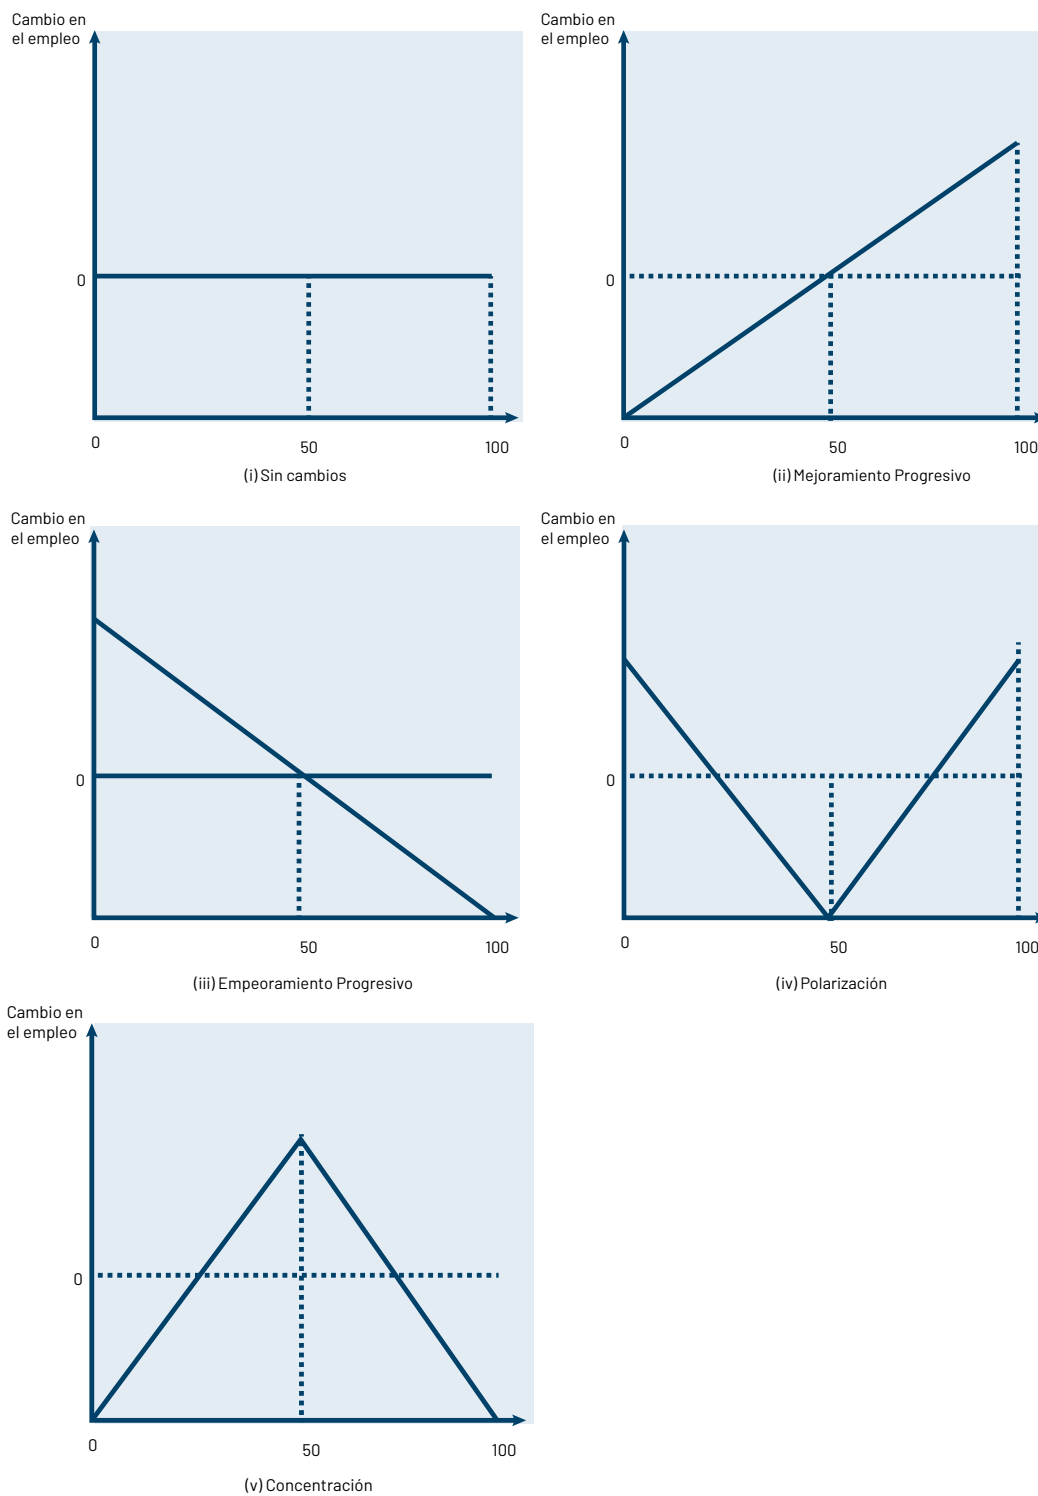 Cambio en
el empleo
0
0
50
100
(i) Sin cambios
Cambio en
el empleo
0
0
50
100
(ii) Mejoramiento Progresivo
Cambio en
el empleo
0
0
50
100
(iii) Empeoramiento Progresivo
Cambio en
el empleo
0
0
50
100
(iv) Polarización
Cambio en
el empleo
0
0
50
100
(v) Concentración